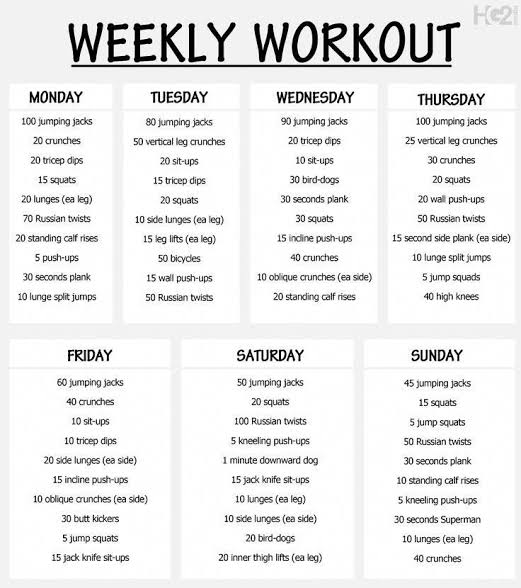 HC2!
WEEKLY WORKOUT
MONDAY
100 jumping jacks
20 crunches
20 tricep dips
15 squats
20 lunges (ea leg)
70 Russian twists
20 standing calf rises
5 push-ups
30 seconds plank
10 lunge split jumps
TUESDAY
80 jumping jacks
50 vertical leg crunches
20 sit-ups
15 tricep dips
20 squats
10 side lunges (ea leg)
15 leg lifts (ea leg)
50 bicycles
15 wall push-ups
50 Russian twists
WEDNESDAY
90 jumping jacks
20 tricep dips
10 sit-ups
30 bird-dogs
30 seconds plank
30 squats
15 incline push-ups
40 crunches
10 oblique crunches (ea side)
20 standing calf rises
THURSDAY
100 jumping jacks
25 vertical leg crunches
30 crunches
20 squats
20 wall push-ups
50 Russian twists
15 second side plank (ea side)
10 lunge split jumps
5 jump squads
40 high knees
FRIDAY
60 jumping jacks
40 crunches
10 sit-ups
10 tricep dips
20 side lunges (ea side)
15 incline push-ups
10 oblique crunches (ea side)
30 butt kickers
5 jump squats
15 jack knife sit-ups
SATURDAY
50 jumping jacks
20 squats
100 Russian twists
5 kneeling push-ups
1 minute downward dog
15 jack knife sit-ups
10 lunges (ea leg)
10 side lunges (ea side)
20 bird-dogs
20 inner thigh lifts (ea leg)
SUNDAY
45 jumping jacks
15 squats
5 jump squats
50 Russian twists
30 seconds plank
10 standing calf rises
5 kneeling push-ups
30 seconds Superman
10 lunges (ea leg)
40 crunches